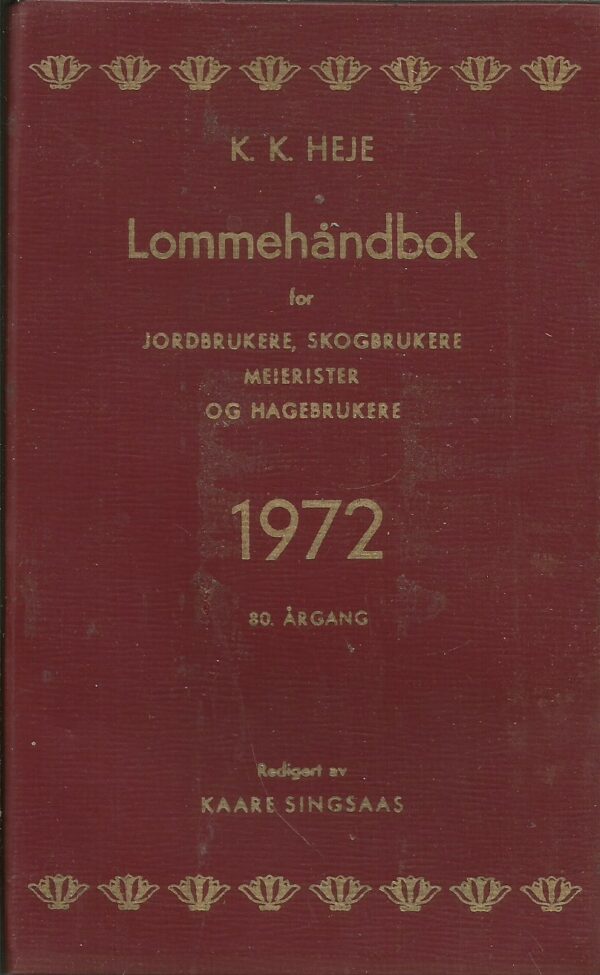 K. K. HEJE
Lommehåndbok
for
JORDBRUKERE, SKOGBRUKERE
MEIERISTER
OG HAGEBRUKERE
1972
80. ÅRGANG
Redigert av
KAARE SINGSAAS